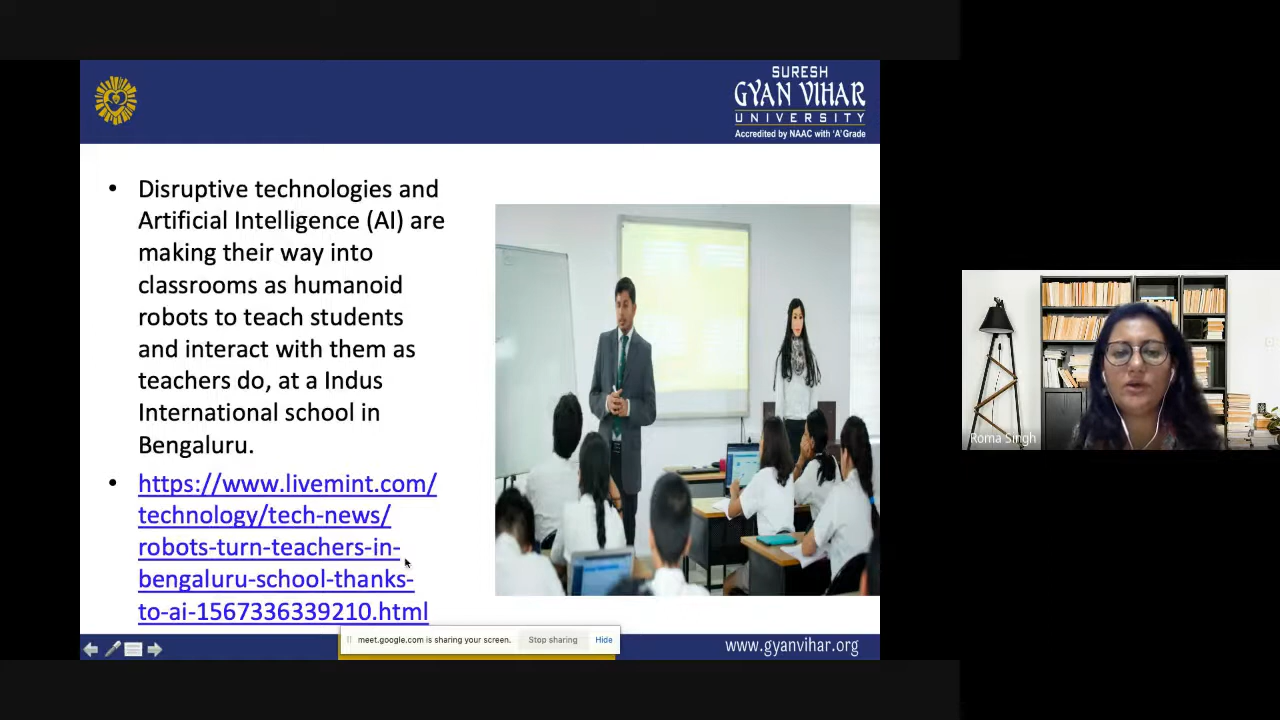 SURESH
GYAN VIHAR
UNIVERSITY
Accredited by NAAC with 'A' Grade
• Disruptive technologies and
Artificial Intelligence (AI) are
making their way into
classrooms as humanoid
robots to teach students
and interact with them as
teachers do, at a Indus
International school in
Bengaluru.
• https://www.livemint.com/
technology/tech-news/
robots-turn-teachers-in-
bengaluru-school-thanks-
to-ai-1567336339210.html
meet.google.com is sharing your screen.
Stop sharing
Hide
www.gyanvihar.org
Roma Singh